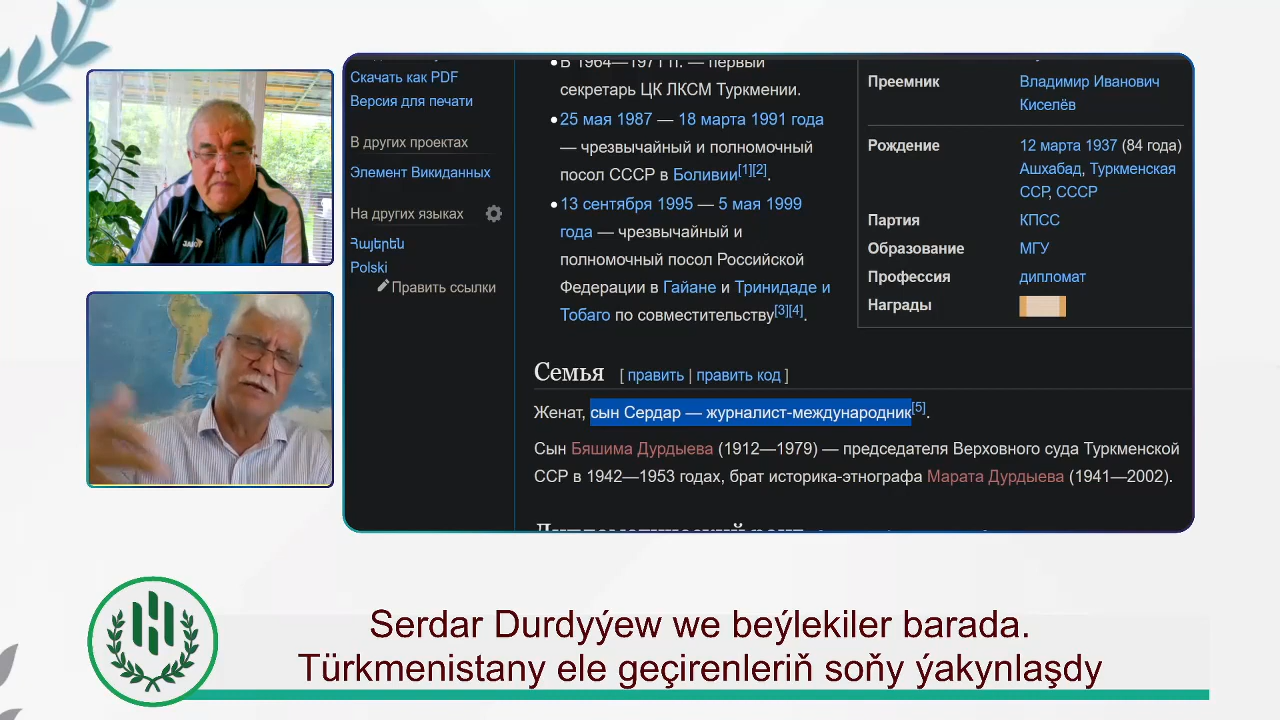 Скачать как PDF
Версия для печати
В других проектах
Элемент Викиданных
На других языках
Հայերեն
Polski
Править ссылки
секретарь ЦК ЛКСМ Туркмении.
25 мая 1987 — 18 марта 1991 года
— чрезвычайный и полномочный
посол СССР в Боливии[1][2].
13 сентября 1995 — 5 мая 1999
года — чрезвычайный и
полномочный посол Российской
Федерации в Гайане и Тринидаде и
Тобаго по совместительству[3][4].
Преемник Владимир Иванович
Киселёв
Рождение 12 марта 1937 (84 года)
Ашхабад, Туркменская
ССР, СССР
Партия КПСС
Образование МГУ
Профессия дипломат
Награды
Семья [ править | править код ]
Женат, сын Сердар — журналист-международник[5].
Сын Бяшима Дурдыева (1912—1979) — председателя Верховного суда Туркменской
ССР в 1942—1953 годах, брат историка-этнографа Марата Дурдыева (1941—2002).
Serdar Durdyýew we beýlekiler barada.
Türkmenistany ele geçirenleriň soňy ýakynlaşdy